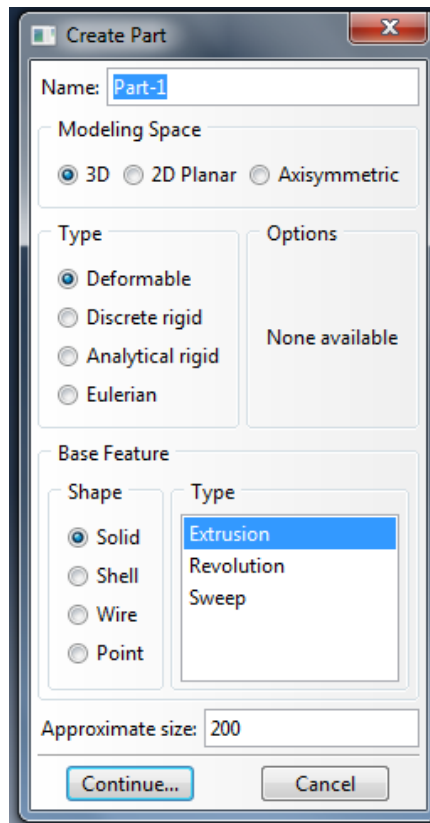 Create Part
Name: Part-1
Modeling Space
3D 2D Planar Axisymmetric
Type
Deformable
Discrete rigid
Analytical rigid
Eulerian
Options
None available
Base Feature
Shape
Solid
Shell
Wire
Point
Type
Extrusion
Revolution
Sweep
Approximate size: 200
Continue... Cancel